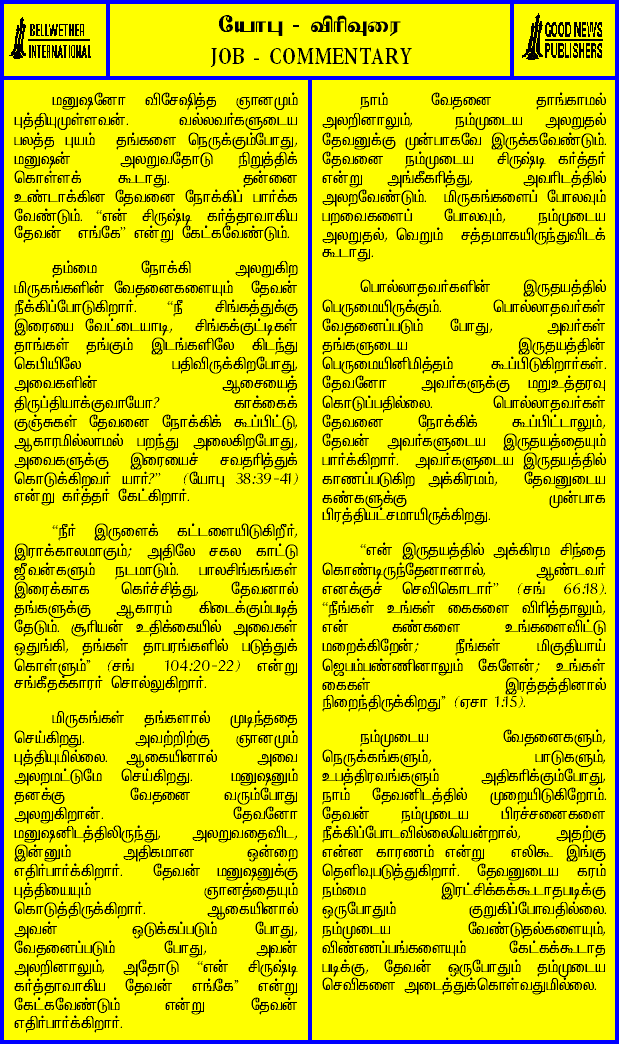 BELLWETHER
INTERNATIONAL
யோபு - விரிவுரை
JOB - COMMENTARY
GOOD NEWS
PUBLISHERS
மனுஷனோ விசேஷித்த ஞானமும்
புத்தியுமுள்ளவன். வல்லவர்களுடைய
பலத்த புயம் தங்களை நெருக்கும்போது,
மனுஷன் அலறுவதோடு நிறுத்திக்
கொள்ளக் கூடாது. தன்னை
உண்டாக்கின தேவனை நோக்கிப் பார்க்க
வேண்டும். “என் சிருஷ்டி கர்த்தாவாகிய
தேவன் எங்கே” என்று கேட்கவேண்டும்.
தம்மை நோக்கி அலறுகிற
மிருகங்களின் வேதனைகளையும் தேவன்
நீக்கிப்போடுகிறார். “நீ சிங்கத்துக்கு
இரையை வேட்டையாடி, சிங்கக்குட்டிகள்
தாங்கள் தங்கும் இடங்களிலே கிடந்து
கெபியிலே பதிவிருக்கிறபோது,
அவைகளின் ஆசையைத்
திருப்தியாக்குவாயோ? காக்கைக்
குஞ்சுகள் தேவனை நோக்கிக் கூப்பிட்டு,
ஆகாரமில்லாமல் பறந்து அலைகிறபோது,
அவைகளுக்கு இரையைச் சவதரித்துக்
கொடுக்கிறவர் யார்?” (யோபு 38:39-41)
என்று கர்த்தர் கேட்கிறார்.
“நீர் இருளைக் கட்டளையிடுகிறீர்,
இராக்காலமாகும்; அதிலே சகல காட்டு
ஜீவன்களும் நடமாடும். பாலசிங்கங்கள்
இரைக்காக கெர்ச்சித்து, தேவனால்
தங்களுக்கு ஆகாரம் கிடைக்கும்படித்
தேடும். சூரியன் உதிக்கையில் அவைகள்
ஒதுங்கி, தங்கள் தாபரங்களில் படுத்துக்
கொள்ளும்” (சங் 104:20-22) என்று
சங்கீதக்காரர் சொல்லுகிறார்.
மிருகங்கள் தங்களால் முடிந்ததை
செய்கிறது. அவற்றிற்கு ஞானமும்
புத்தியுமில்லை. ஆகையினால் அவை
அலறமட்டுமே செய்கிறது. மனுஷனும்
தனக்கு வேதனை வரும்போது
அலறுகிறான். தேவனோ
மனுஷனிடத்திலிருந்து, அலறுவதைவிட,
இன்னும் அதிகமான ஒன்றை
எதிர்பார்க்கிறார். தேவன் மனுஷனுக்கு
புத்தியையும் ஞானத்தையும்
கொடுத்திருக்கிறார். ஆகையினால்
அவன் ஒடுக்கப்படும் போது,
வேதனைப்படும் போது, அவன்
அலறினாலும், அதோடு “என் சிருஷ்டி
கர்த்தாவாகிய தேவன் எங்கே” என்று
கேட்கவேண்டும் என்று தேவன்
எதிர்பார்க்கிறார்.
நாம் வேதனை தாங்காமல்
அலறினாலும், நம்முடைய அலறுதல்
தேவனுக்கு முன்பாகவே இருக்கவேண்டும்.
தேவனை நம்முடைய சிருஷ்டி கர்த்தர்
என்று அங்கீகரித்து, அவரிடத்தில்
அலறவேண்டும். மிருகங்களைப் போலவும்
பறவைகளைப் போலவும், நம்முடைய
அலறுதல், வெறும் சத்தமாகயிருந்துவிடக்
கூடாது.
பொல்லாதவர்களின் இருதயத்தில்
பெருமையிருக்கும். பொல்லாதவர்கள்
வேதனைப்படும் போது, அவர்கள்
தங்களுடைய இருதயத்தின்
பெருமையினிமித்தம் கூப்பிடுகிறார்கள்.
தேவனோ அவர்களுக்கு மறுஉத்தரவு
கொடுப்பதில்லை. பொல்லாதவர்கள்
தேவனை நோக்கிக் கூப்பிட்டாலும்,
தேவன் அவர்களுடைய இருதயத்தையும்
பார்க்கிறார். அவர்களுடைய இருதயத்தில்
காணப்படுகிற அக்கிரமம், தேவனுடைய
கண்களுக்கு முன்பாக
பிரத்தியட்சமாயிருக்கிறது.
“என் இருதயத்தில் அக்கிரம சிந்தை
கொண்டிருந்தேனானால், ஆண்டவர்
எனக்குச் செவிகொடார்” (சங் 66:18).
“நீங்கள் உங்கள் கைகளை விரித்தாலும்,
என் கண்களை உங்களைவிட்டு
மறைக்கிறேன்; நீங்கள் மிகுதியாய்
ஜெபம்பண்ணினாலும் கேளேன்; உங்கள்
கைகள் இரத்தத்தினால்
நிறைந்திருக்கிறது” (ஏசா 1:15).
நம்முடைய வேதனைகளும்,
நெருக்கங்களும், பாடுகளும்,
உபத்திரவங்களும் அதிகரிக்கும்போது,
நாம் தேவனிடத்தில் முறையிடுகிறோம்.
தேவன் நம்முடைய பிரச்சனைகளை
நீக்கிப்போடவில்லையென்றால், அதற்கு
என்ன காரணம் என்று எலிகூ இங்கு
தெளிவுபடுத்துகிறார். தேவனுடைய கரம்
நம்மை இரட்சிக்கக்கூடாதபடிக்கு
ஒருபோதும் குறுகிப்போவதில்லை.
நம்முடைய வேண்டுதல்களையும்,
விண்ணப்பங்களையும் கேட்கக்கூடாத
படிக்கு, தேவன் ஒருபோதும் தம்முடைய
செவிகளை அடைத்துக்கொள்வதுமில்லை.